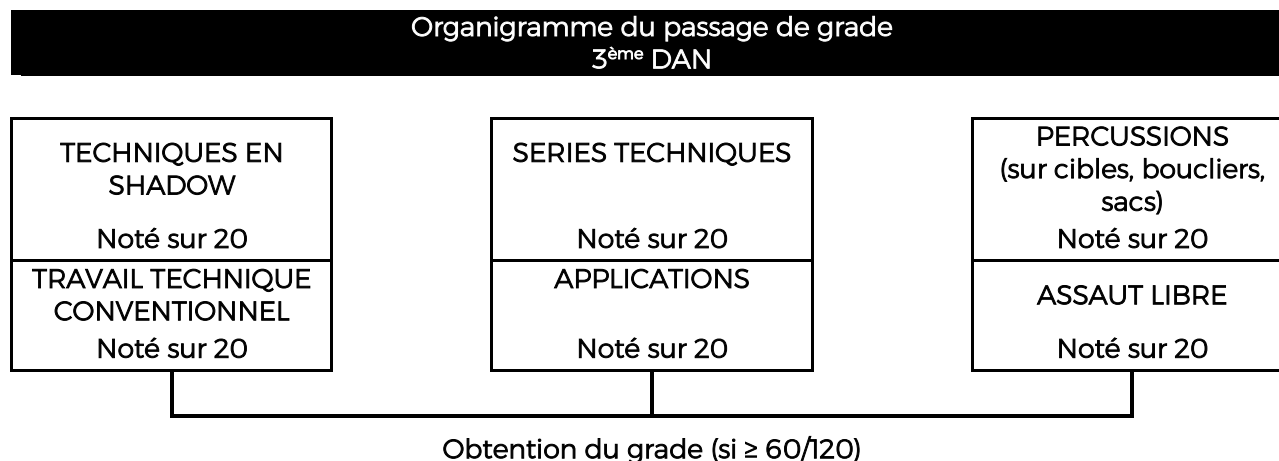 Organigramme du passage de grade
3ème DAN
TECHNIQUES EN
SHADOW
Noté sur 20
TRAVAIL TECHNIQUE
CONVENTIONNEL
Noté sur 20
SERIES TECHNIQUES
Noté sur 20
APPLICATIONS
Noté sur 20
PERCUSSIONS
(sur cibles, boucliers,
sacs)
Noté sur 20
ASSAUT LIBRE
Noté sur 20
Obtention du grade (si ≥ 60/120)